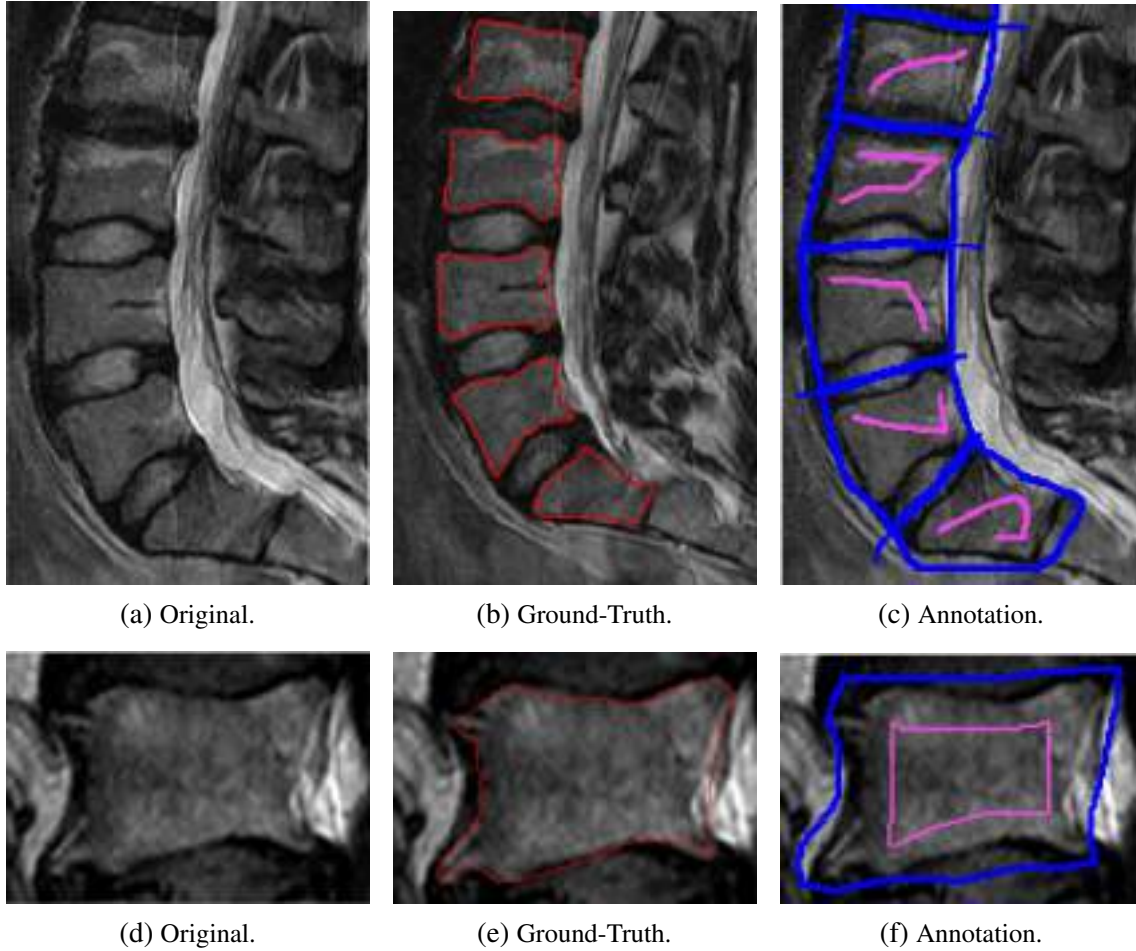 (a) Original.
(b) Ground-Truth.
(c) Annotation.
(d) Original.
(e) Ground-Truth.
(f) Annotation.